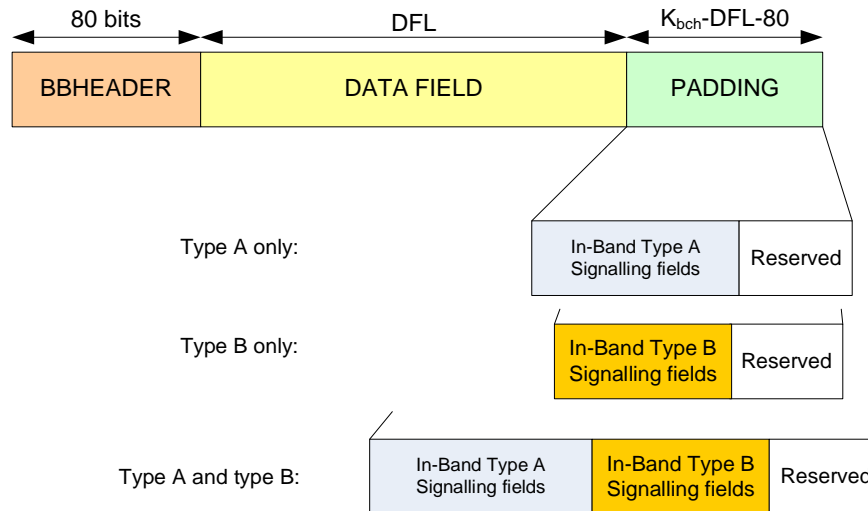 80 bits
DFL
Kbch-DFL-80
BBHEADER
DATA FIELD
PADDING
Type A only:
In-Band Type A
Signalling fields
Reserved
Type B only:
In-Band Type B
Signalling fields
Reserved
Type A and type B:
In-Band Type A
Signalling fields
In-Band Type B
Signalling fields
Reserved